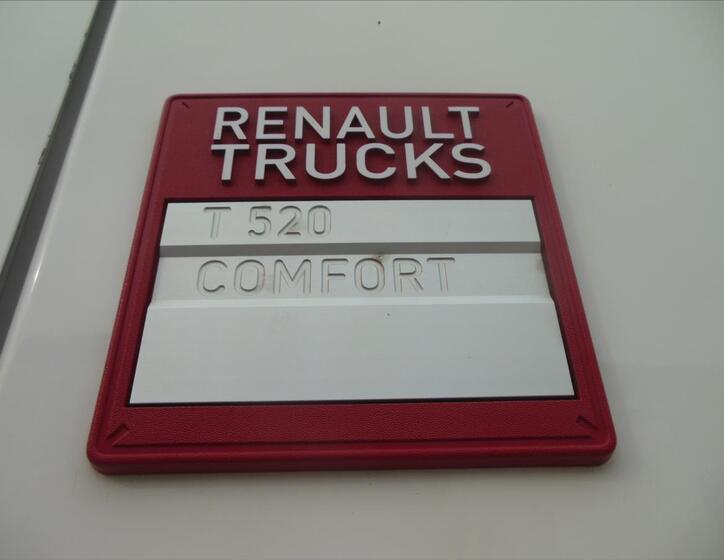 RENAULT
TRUCKS
T 520
COMFORT